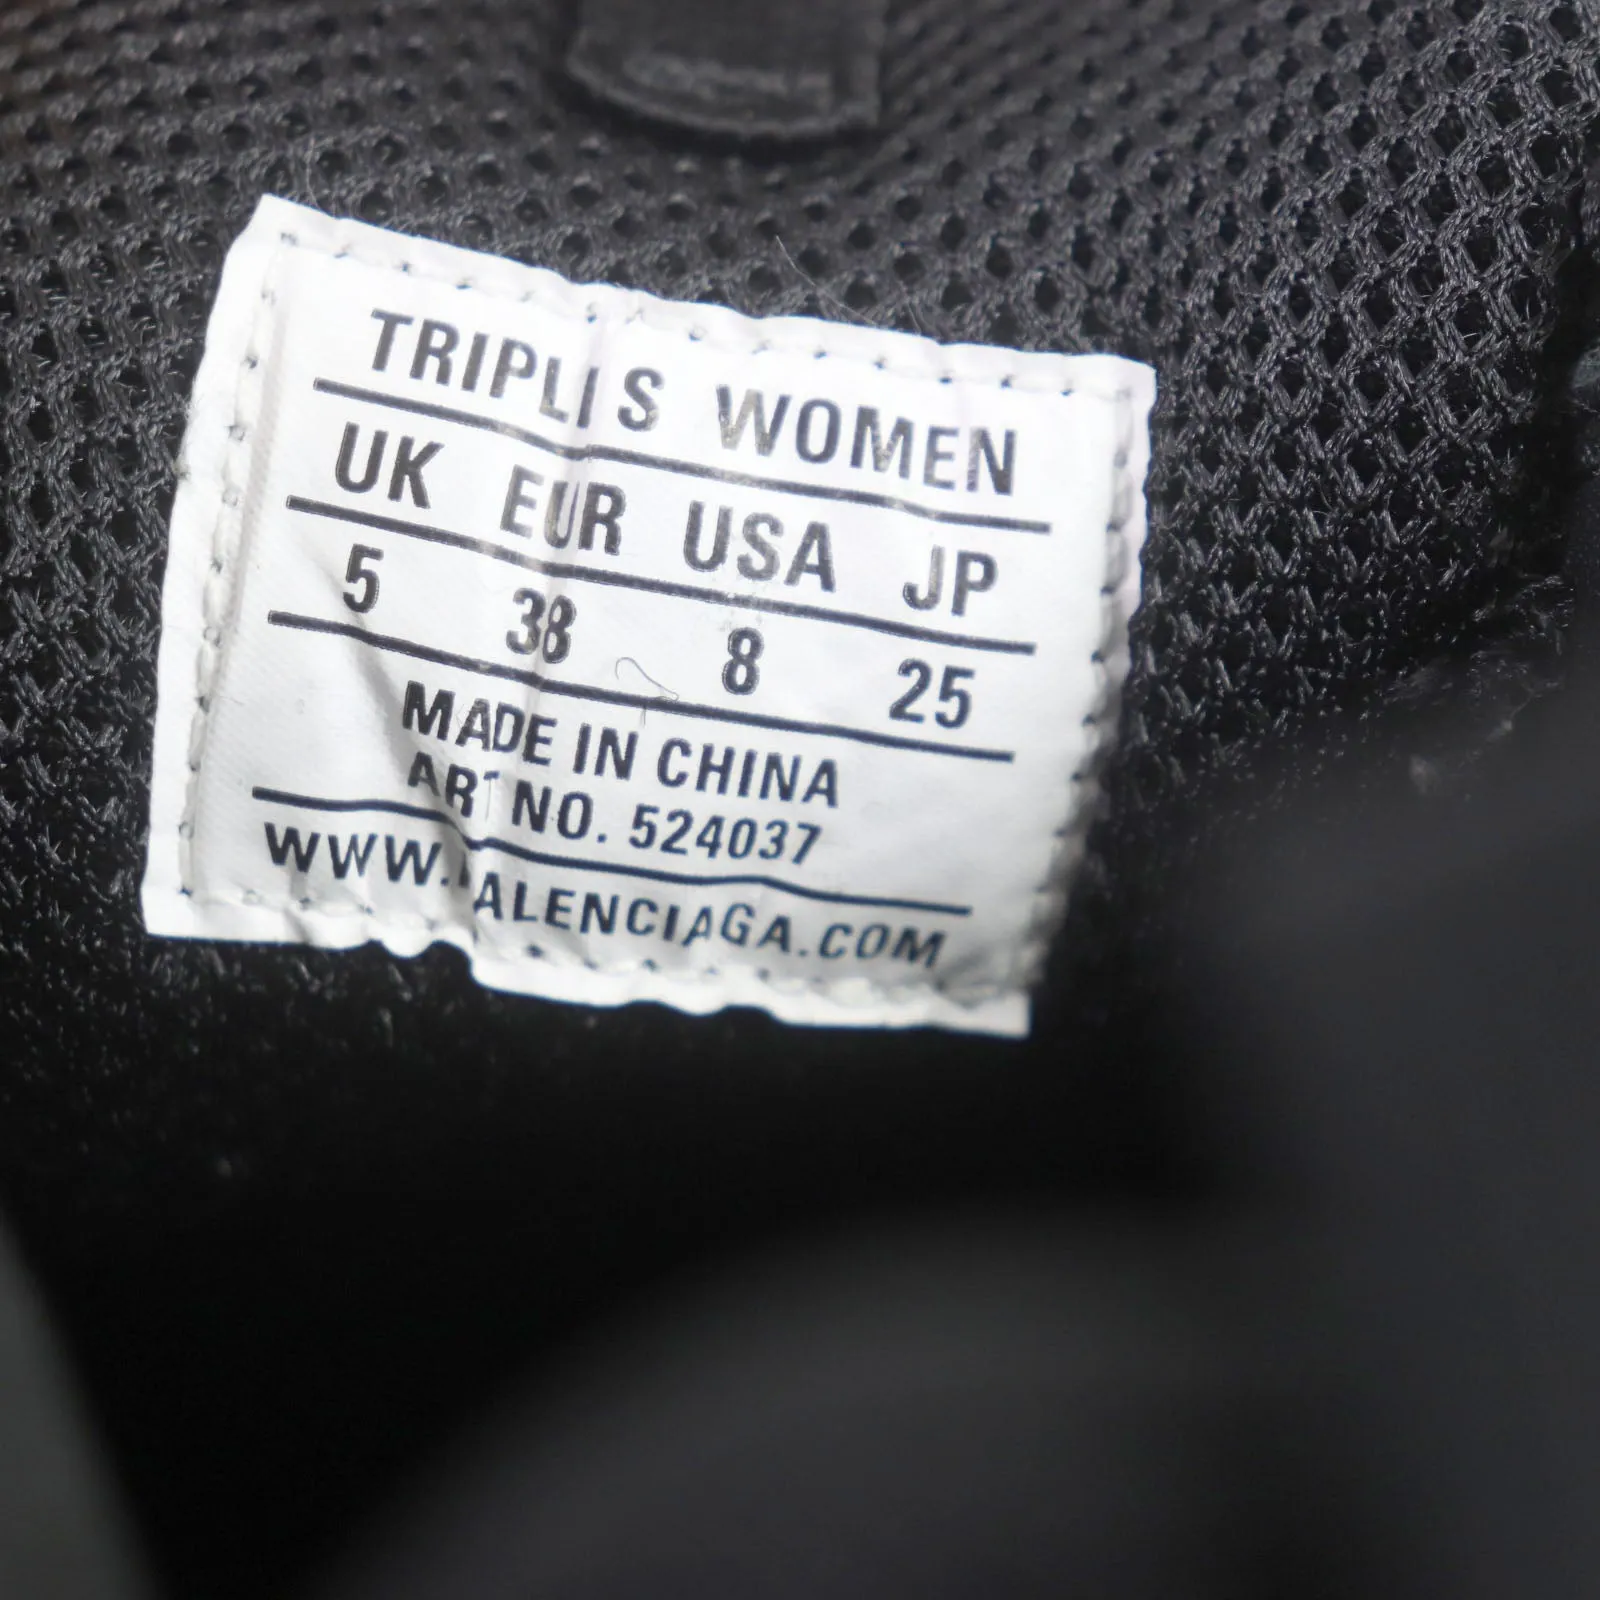 TRIPLE S WOMEN
UK EUR USA JP
5 38 8 25
MADE IN CHINA
ART NO. 524037
WWW.BALENCIAGA.COM